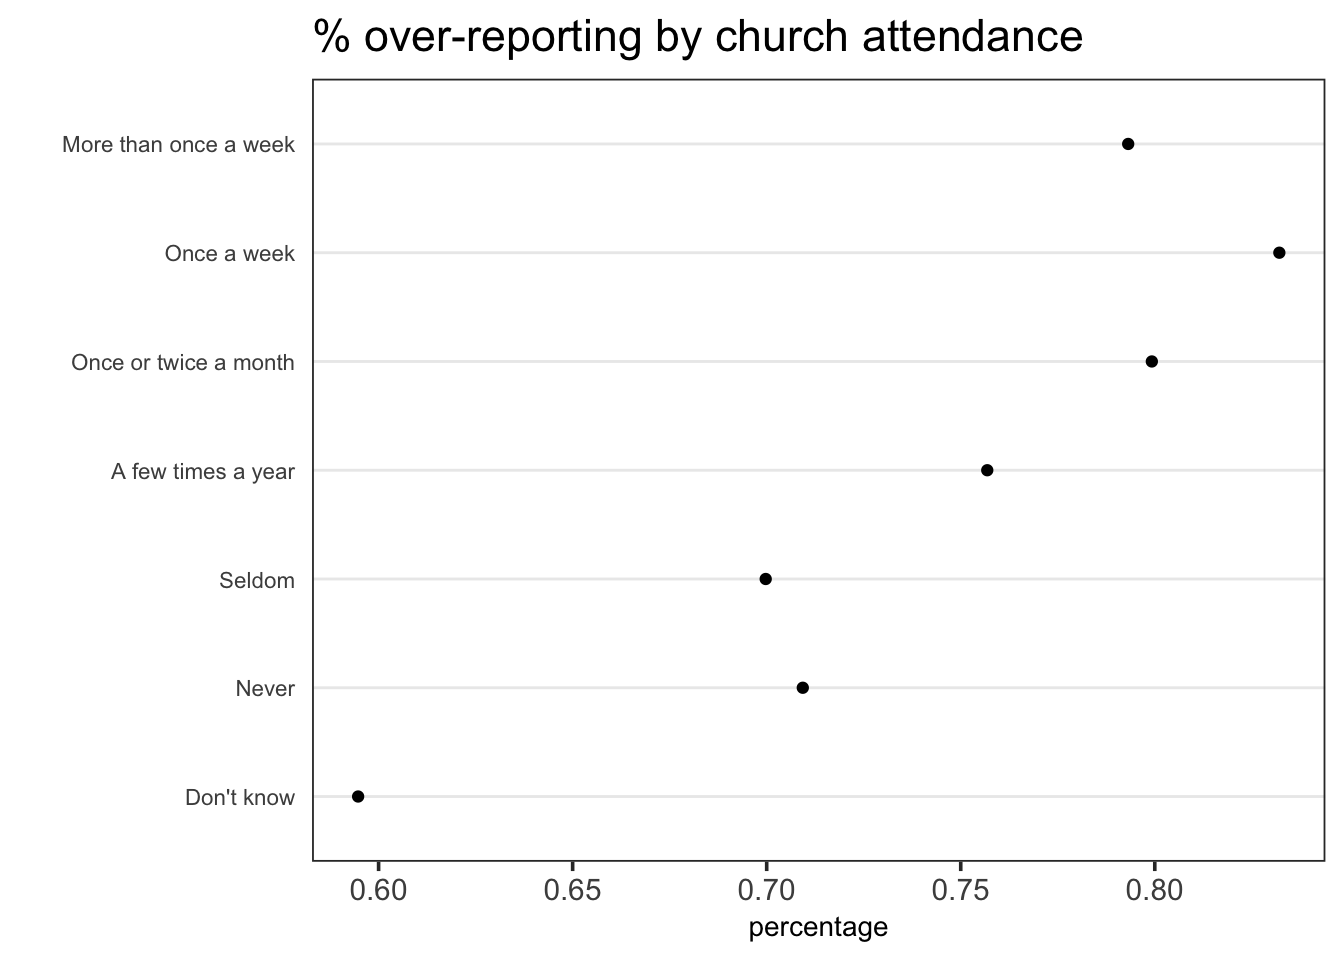 % over-reporting by church attendance
More than once a week
Once a week
Once or twice a month
A few times a year
Seldom
Never
Don't know
0.60 0.65 0.70 0.75 0.80
percentage